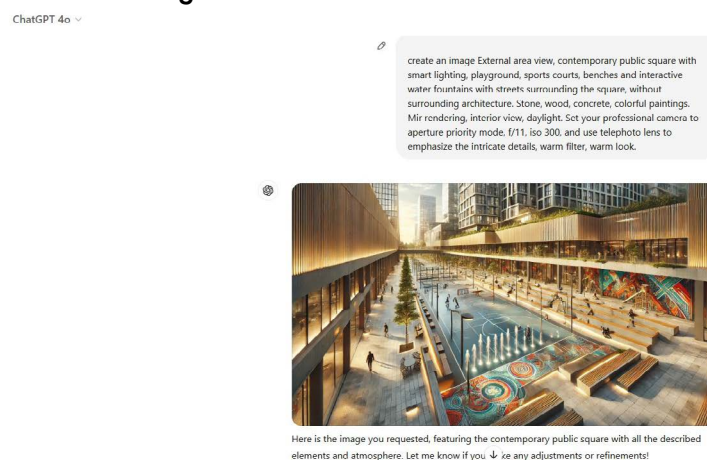 ChatGPT 4o
create an image External area view, contemporary public square with
smart lighting, playground, sports courts, benches and interactive
water fountains with streets surrounding the square, without
surrounding architecture. Stone, wood, concrete, colorful paintings.
Mir rendering, interior view, daylight. Set your professional camera to
aperture priority mode, f/11, iso 300, and use telephoto lens to
emphasize the intricate details, warm filter, warm look.
Here is the image you requested, featuring the contemporary public square with all the described
elements and atmosphere. Let me know if you ke any adjustments or refinements!